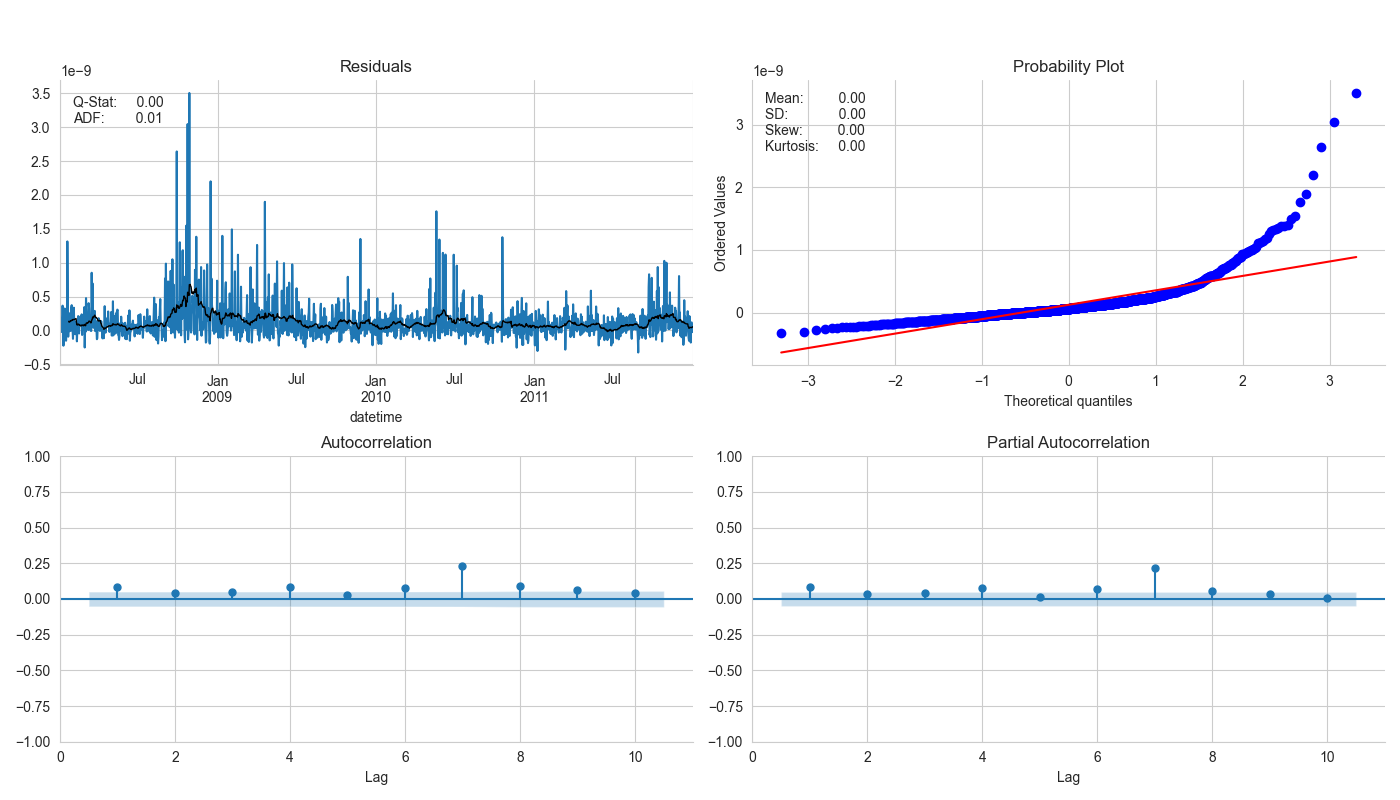 Residuals
1e−9
Q-Stat: 0.00
ADF: 0.01
3.5
3.0
2.5
2.0
1.5
1.0
0.5
0.0
−0.5
Jul Jan Jul Jan Jul Jan Jul
2009 2010 2011
datetime
Probability Plot
1e−9
Mean: 0.00
SD: 0.00
Skew: 0.00
Kurtosis: 0.00
Ordered Values
3
2
1
0
−3 −2 −1 0 1 2 3
Theoretical quantiles
Autocorrelation
1.00
0.75
0.50
0.25
0.00
−0.25
−0.50
−0.75
−1.00
0 2 4 6 8 10
Lag
Partial Autocorrelation
1.00
0.75
0.50
0.25
0.00
−0.25
−0.50
−0.75
−1.00
0 2 4 6 8 10
Lag